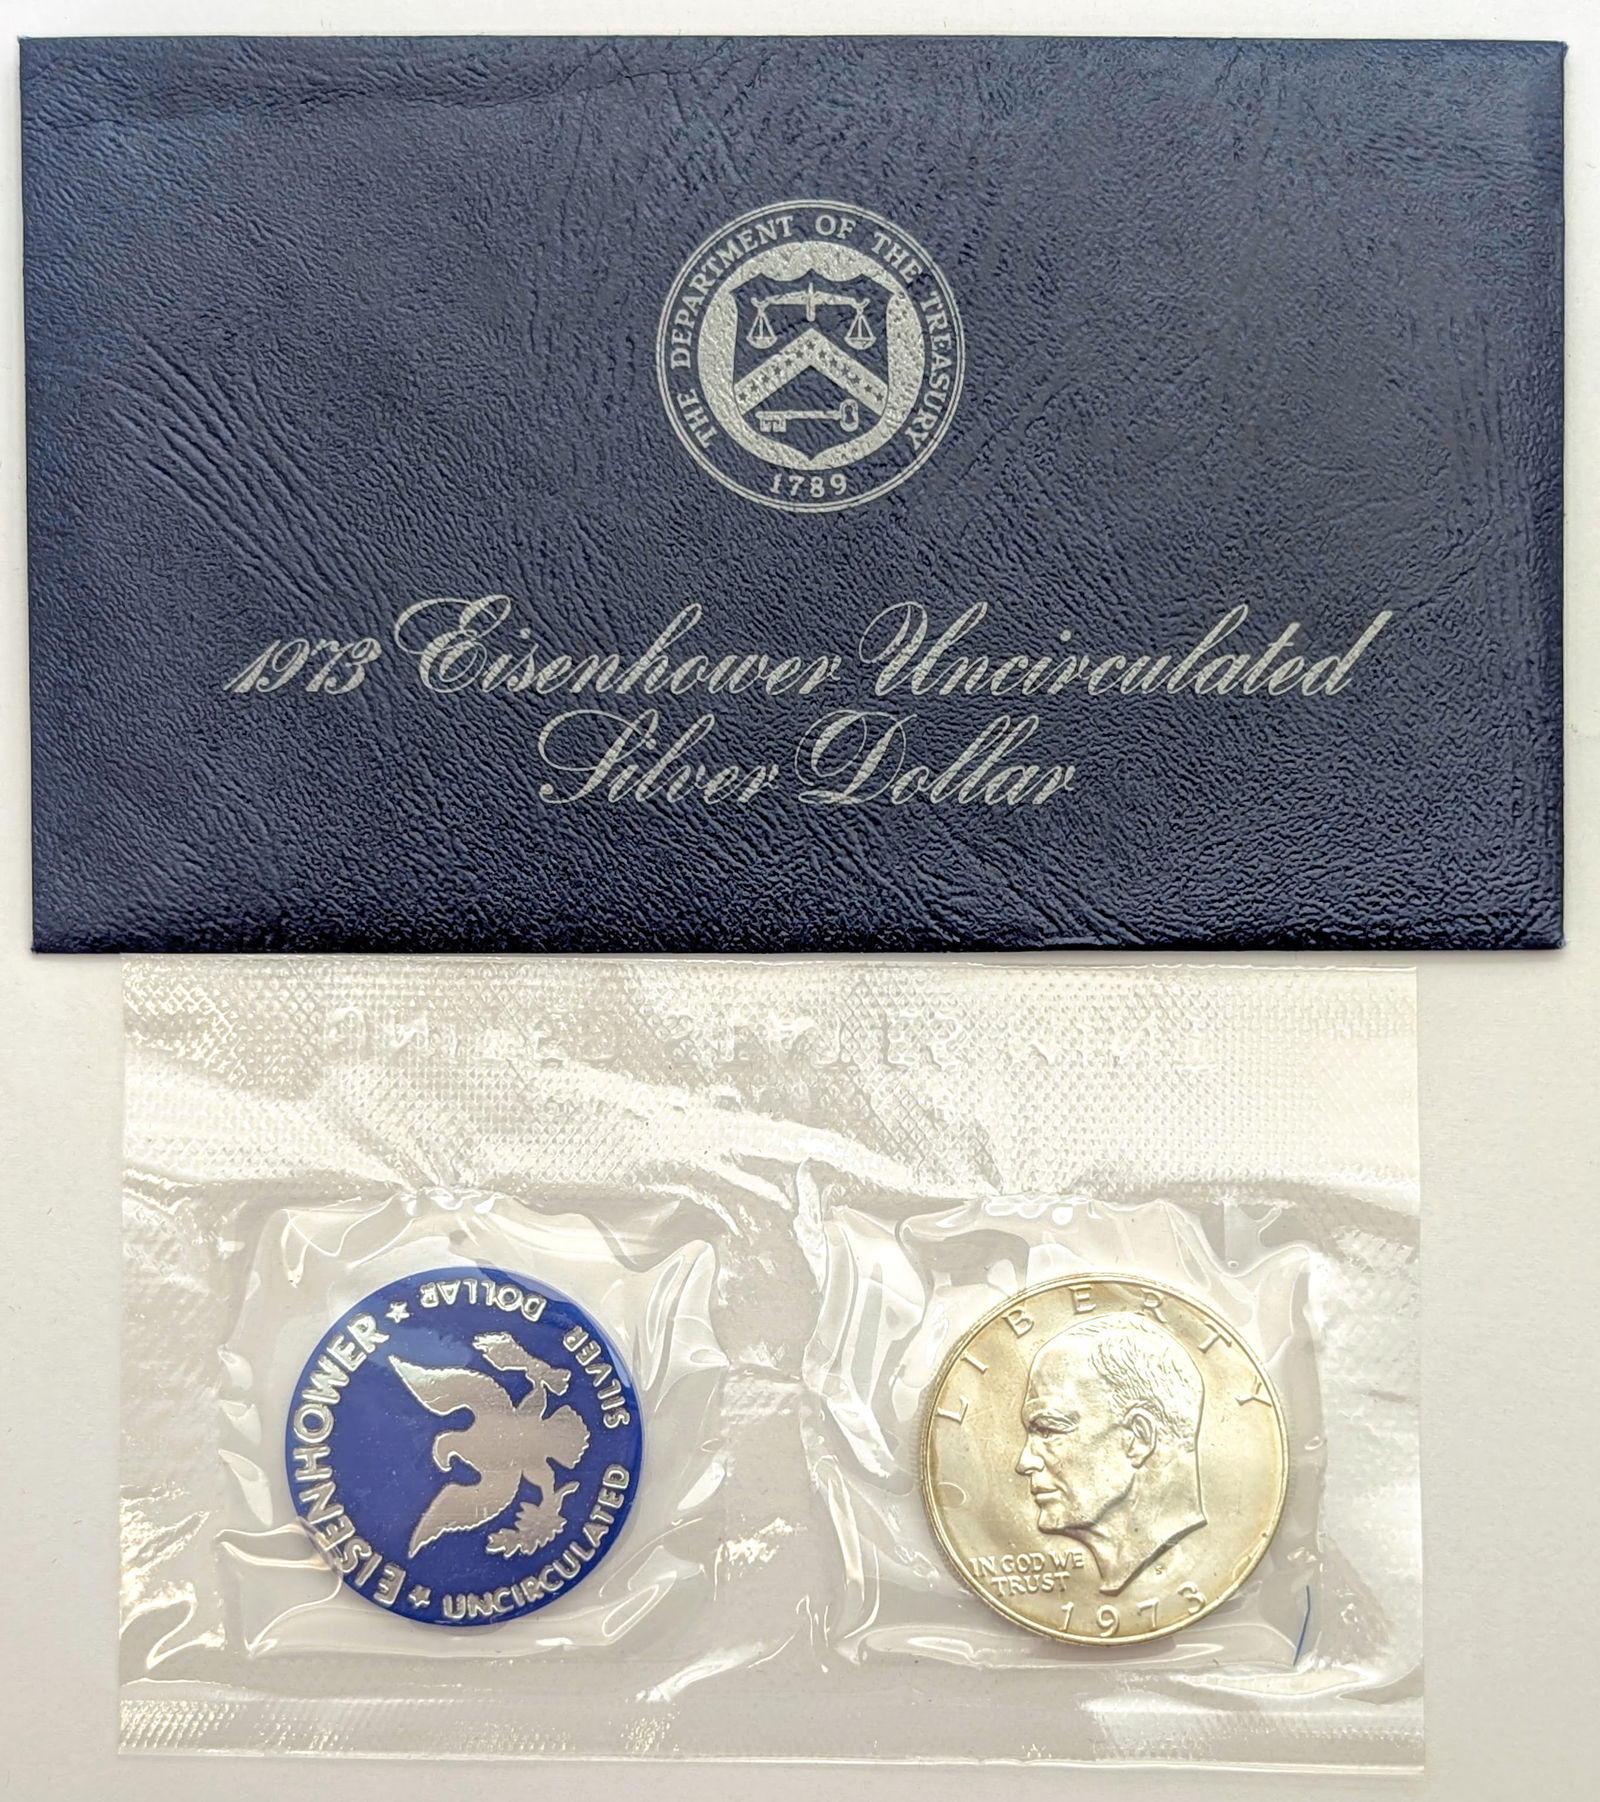 THE DEPARTMENT OF THE TREASURY
1789
1973 Eisenhower Uncirculated
Silver Dollar
EISENHOWER
UNCIRCULATED SILVER DOLLAR
LIBERTY
IN GOD WE
TRUST
S
1973